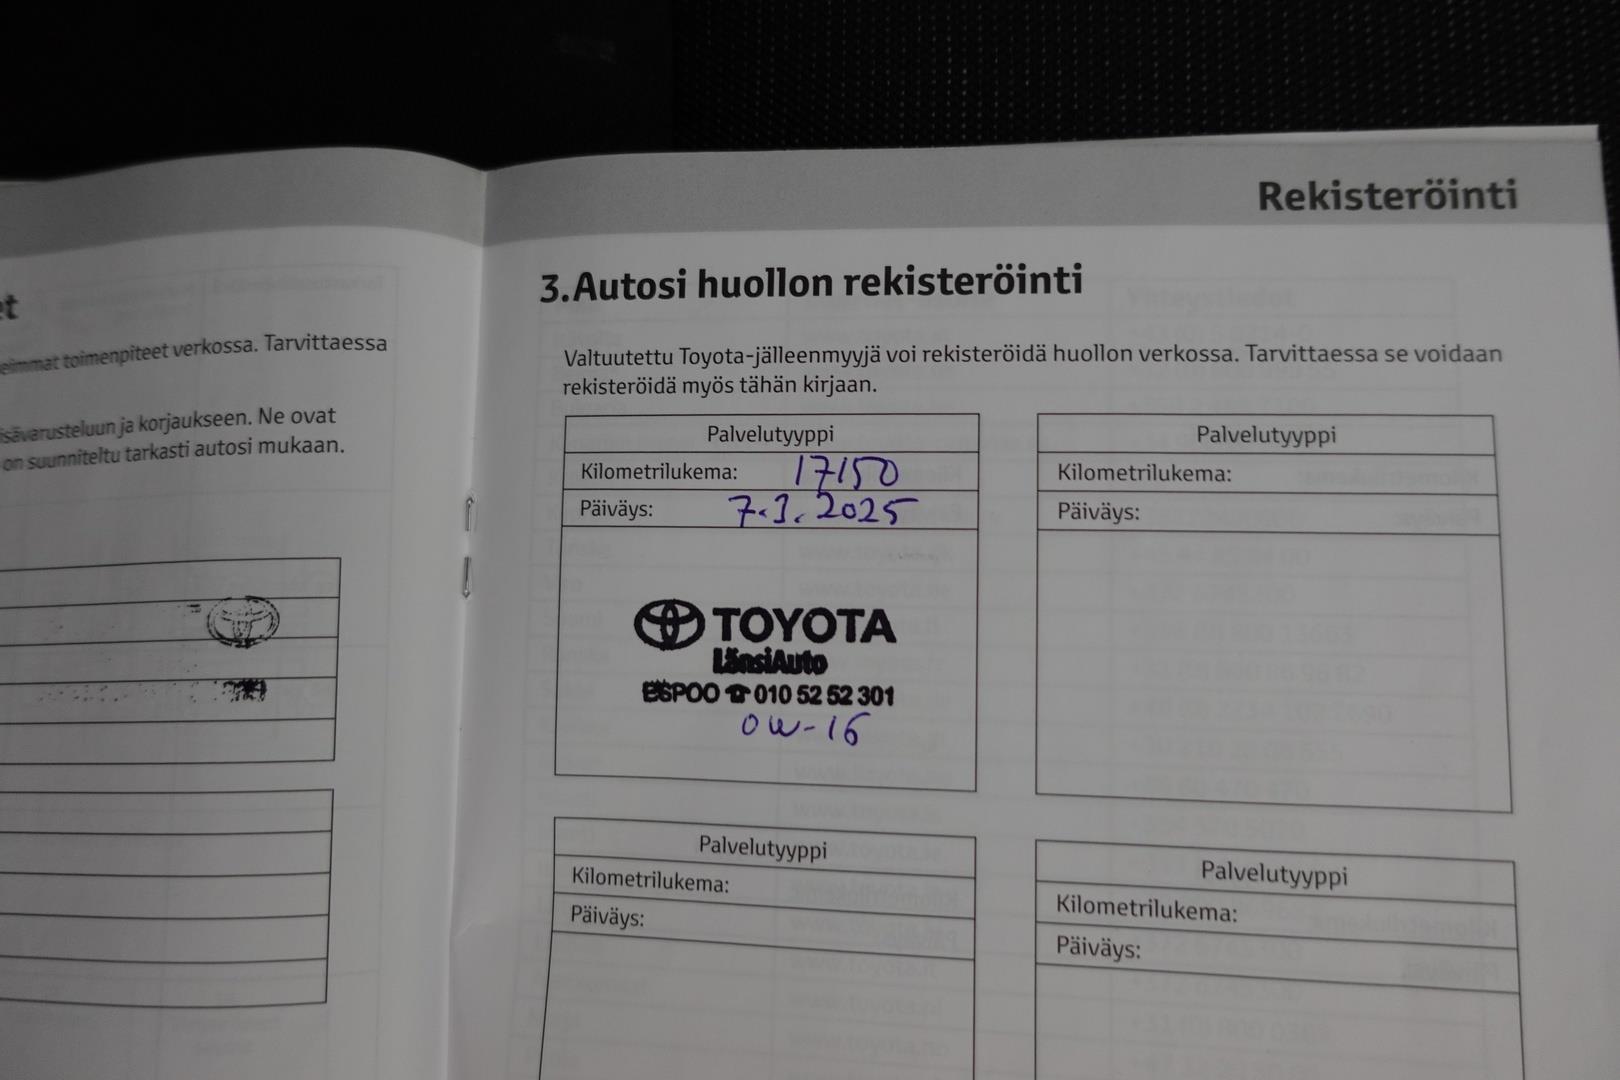 et
eimmat toimenpiteet verkossa. Tarvittaessa
isävarusteluun ja korjaukseen. Ne ovat
on suunniteltu tarkasti autosi mukaan.
Rekisteröinti
3. Autosi huollon rekisteröinti
Valtuutettu Toyota-jälleenmyyjä voi rekisteröidä huollon verkossa. Tarvittaessa se voidaan
rekisteröidä myös tähän kirjaan.
Palvelutyyppi
Kilometrilukema: 17150
Päiväys: 7.3.2025
TOYOTA
LänsiAuto
ESPOO ☎ 010 52 52 301
OW-16
Palvelutyyppi
Kilometrilukema:
Päiväys:
Palvelutyyppi
Kilometrilukema:
Päiväys:
Palvelutyyppi
Kilometrilukema:
Päiväys: